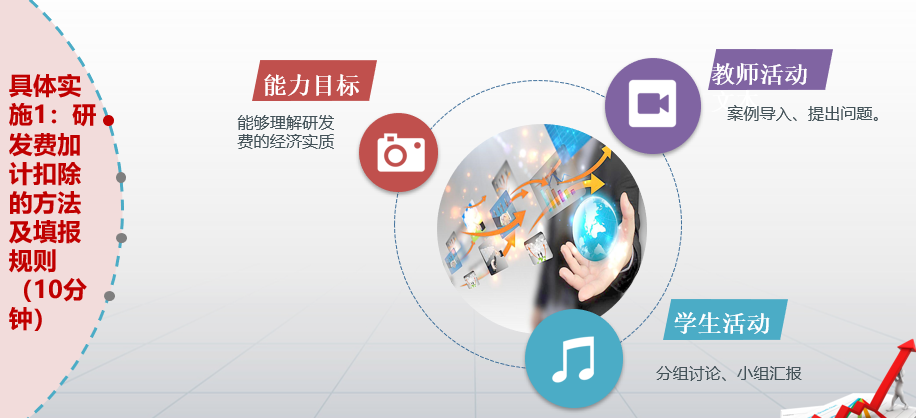 具体实
施1：研
发费加
计扣除
的方法
及填报
规则
（10分
钟）
能力目标
能够理解研发
费的经济实质
教师活动
案例导入、提出问题。
学生活动
分组讨论、小组汇报